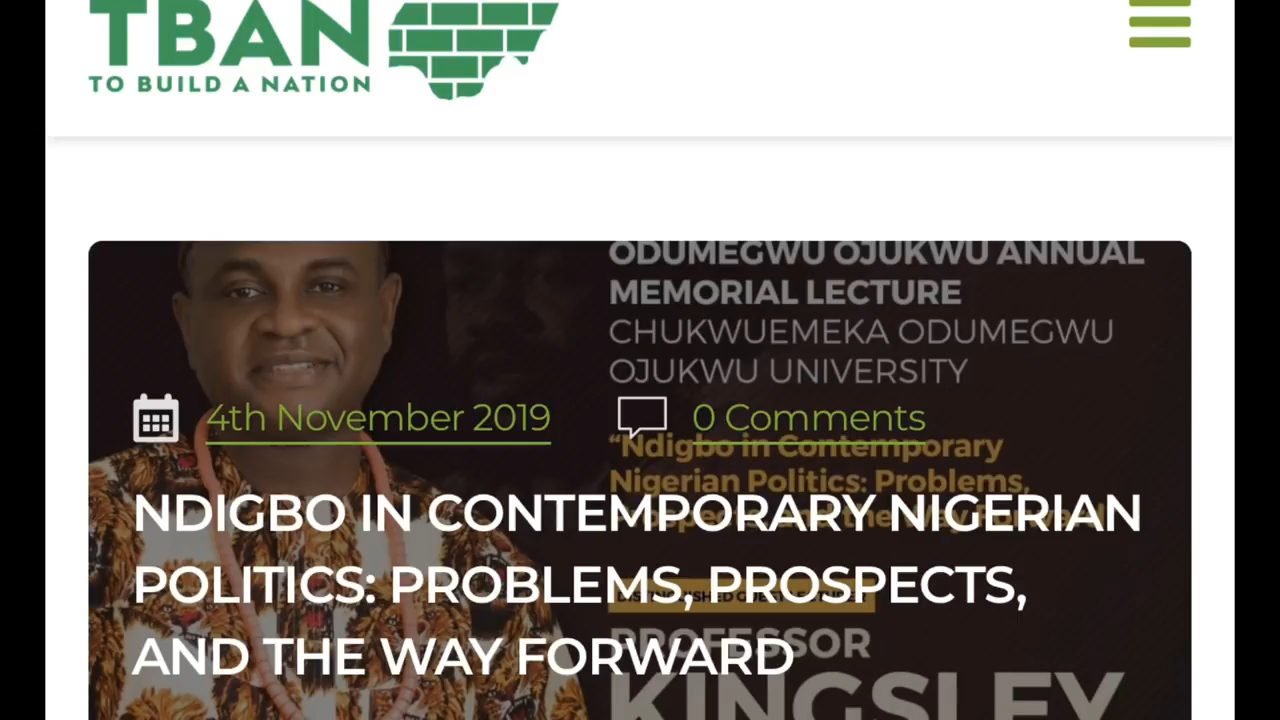 TBAN
TO BUILD A NATION
ODUMEGWU OJUKWU ANNUAL
MEMORIAL LECTURE
CHUKWUEMEKA ODUMEGWU
OJUKWU UNIVERSITY
4th November 2019
0 Comments
“Ndigbo in Contemporary
Nigerian Politics: Problems,
NDIGBO IN CONTEMPORARY NIGERIAN
POLITICS: PROBLEMS, PROSPECTS,
AND THE WAY FORWARD
PROFESSOR
KINGSLEY